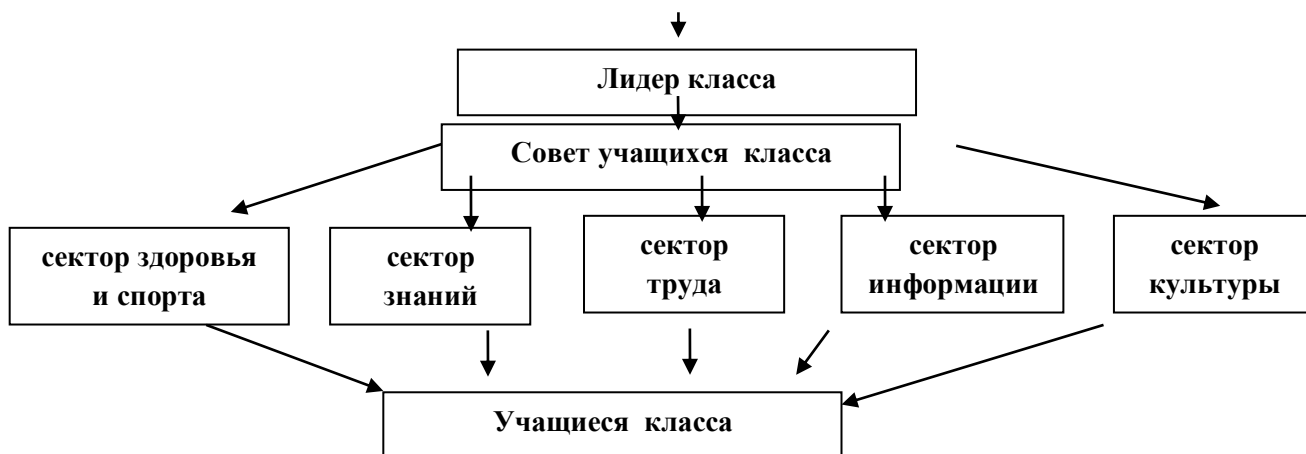 Лидер класса
Совет учащихся класса
сектор здоровья
и спорта
сектор
знаний
сектор
труда
сектор
информации
сектор
культуры
Учащиеся класса